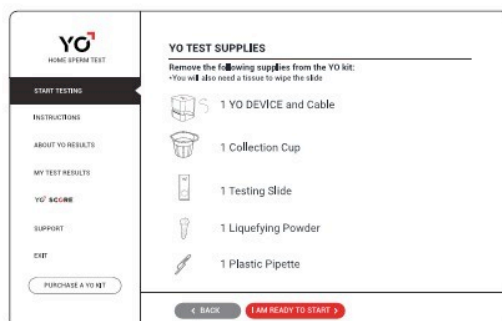 YO
HOME SPERM TEST
START TESTING
INSTRUCTIONS
ABOUT YO RESULTS
MY TEST RESULTS
YO SCORE
SUPPORT
EXIT
PURCHASE A YO KIT
YO TEST SUPPLIES
Remove the following supplies from the YO kit:
•You will also need a tissue to wipe the slide
1 YO DEVICE and Cable
1 Collection Cup
1 Testing Slide
1 Liquefying Powder
1 Plastic Pipette
< BACK
I AM READY TO START >